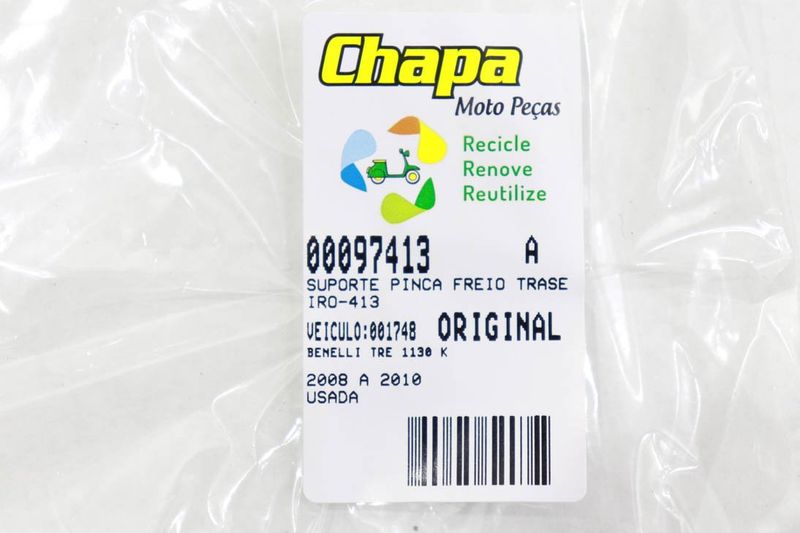 Chapa
Moto Peças
Recicle
Renove
Reutilize
00097413 A
SUPORTE PINCA FREIO TRASE
IRO-413
VEICULO:001748 ORIGINAL
BENELLI TRE 1130 K
2008 A 2010
USADA